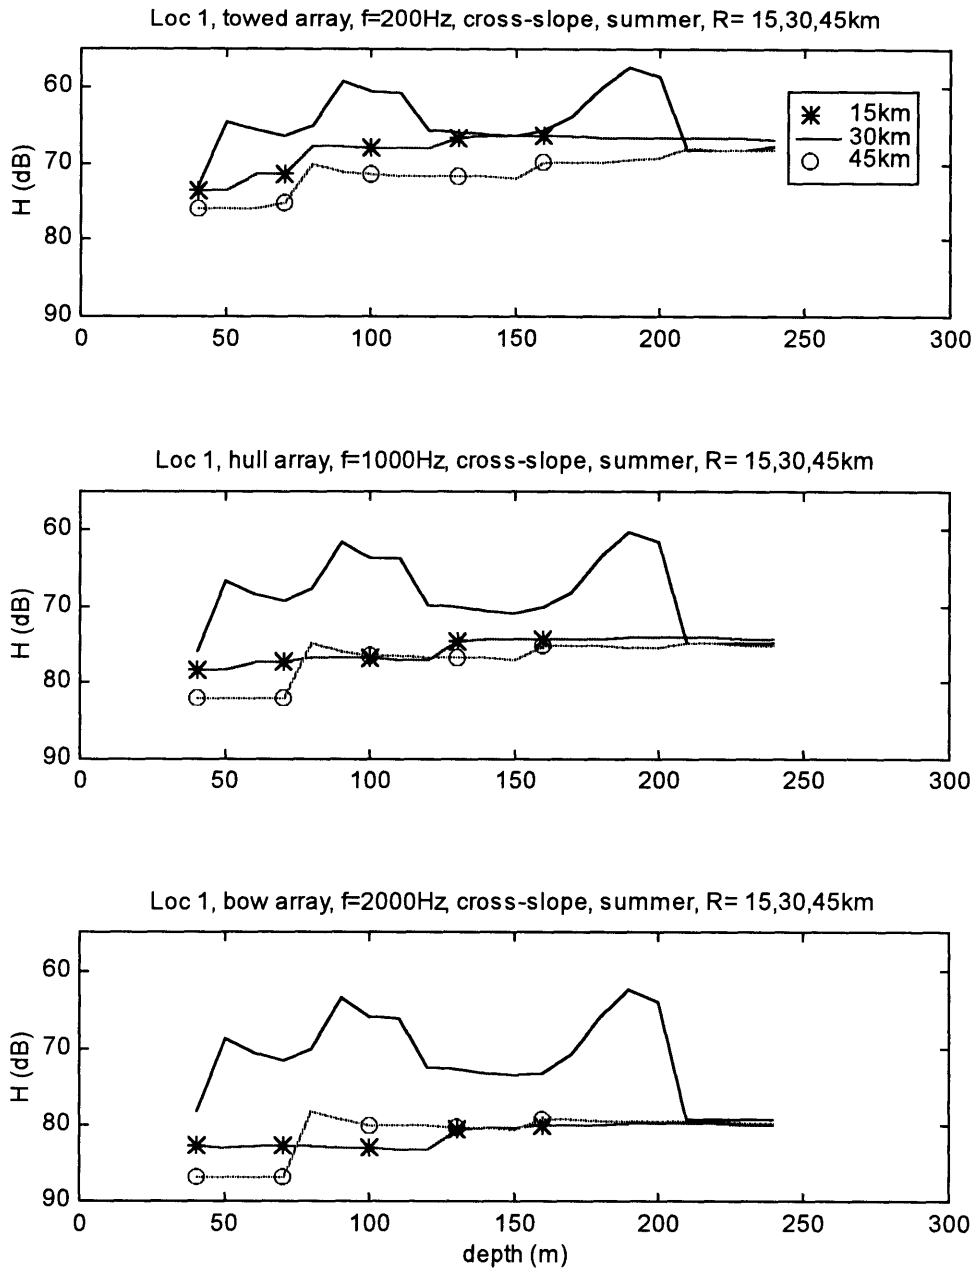 Loc 1, towed array, f=200Hz, cross-slope, summer, R= 15,30,45km
60
70
80
90
H (dB)
15km
30km
45km
0 50 100 150 200 250 300
Loc 1, hull array, f=1000Hz, cross-slope, summer, R= 15,30,45km
60
70
80
90
H (dB)
0 50 100 150 200 250 300
Loc 1, bow array, f=2000Hz, cross-slope, summer, R= 15,30,45km
60
70
80
90
H (dB)
0 50 100 150 200 250 300
depth (m)